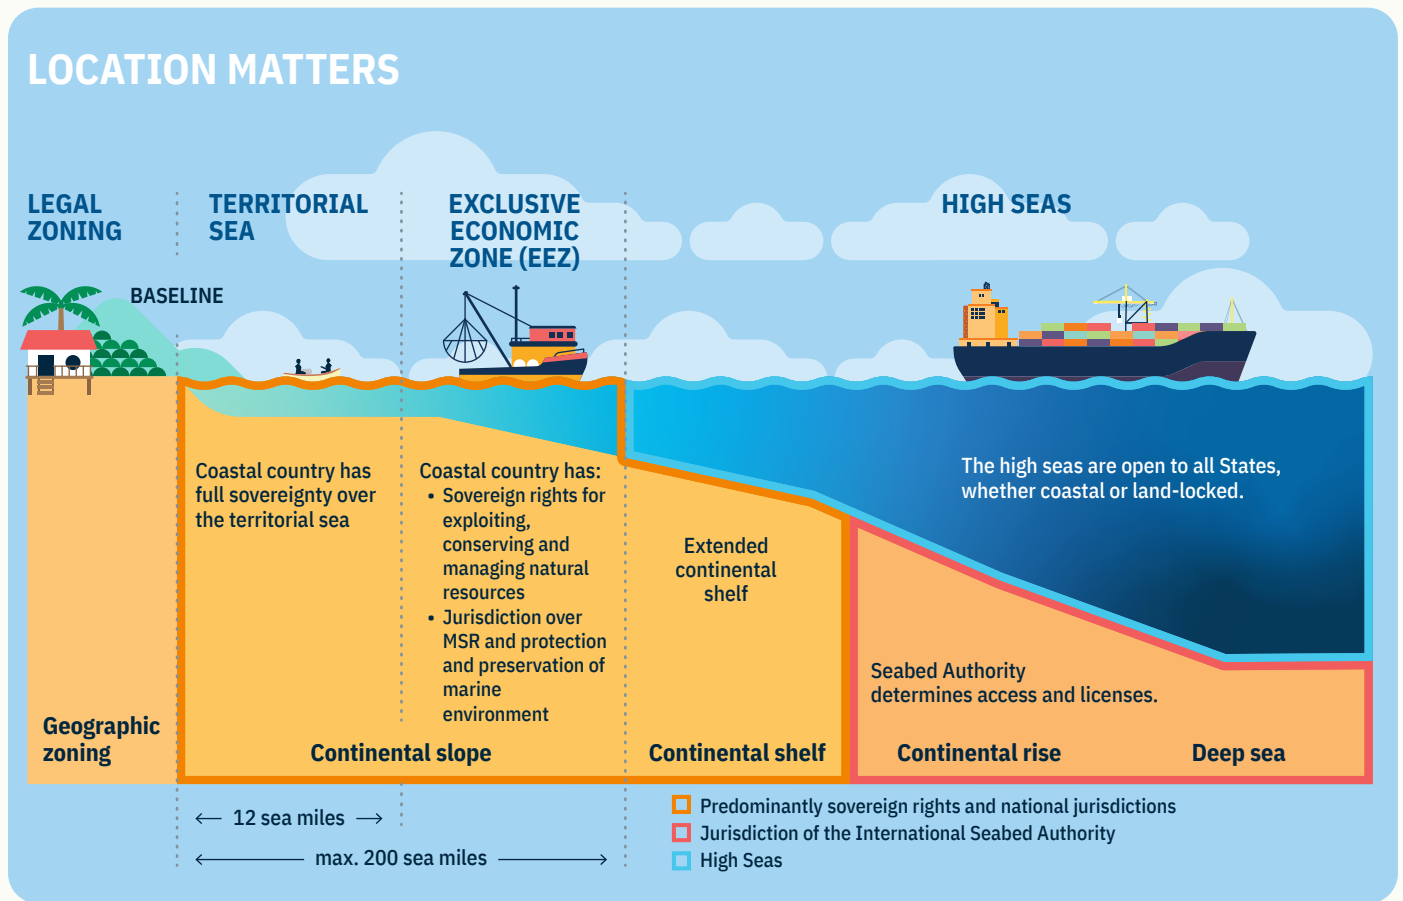 LOCATION MATTERS
LEGAL
ZONING
TERRITORIAL
SEA
EXCLUSIVE
ECONOMIC
ZONE (EEZ)
HIGH SEAS
BASELINE
Coastal country has
full sovereignty over
the territorial sea
Coastal country has:
• Sovereign rights for
exploiting,
conserving and
managing natural
resources
• Jurisdiction over
MSR and protection
and preservation of
marine
environment
Extended
continental
shelf
The high seas are open to all States,
whether coastal or land-locked.
Seabed Authority
determines access and licenses.
Geographic
zoning
Continental slope
Continental shelf
Continental rise
Deep sea
12 sea miles
max. 200 sea miles
Predominantly sovereign rights and national jurisdictions
Jurisdiction of the International Seabed Authority
High Seas